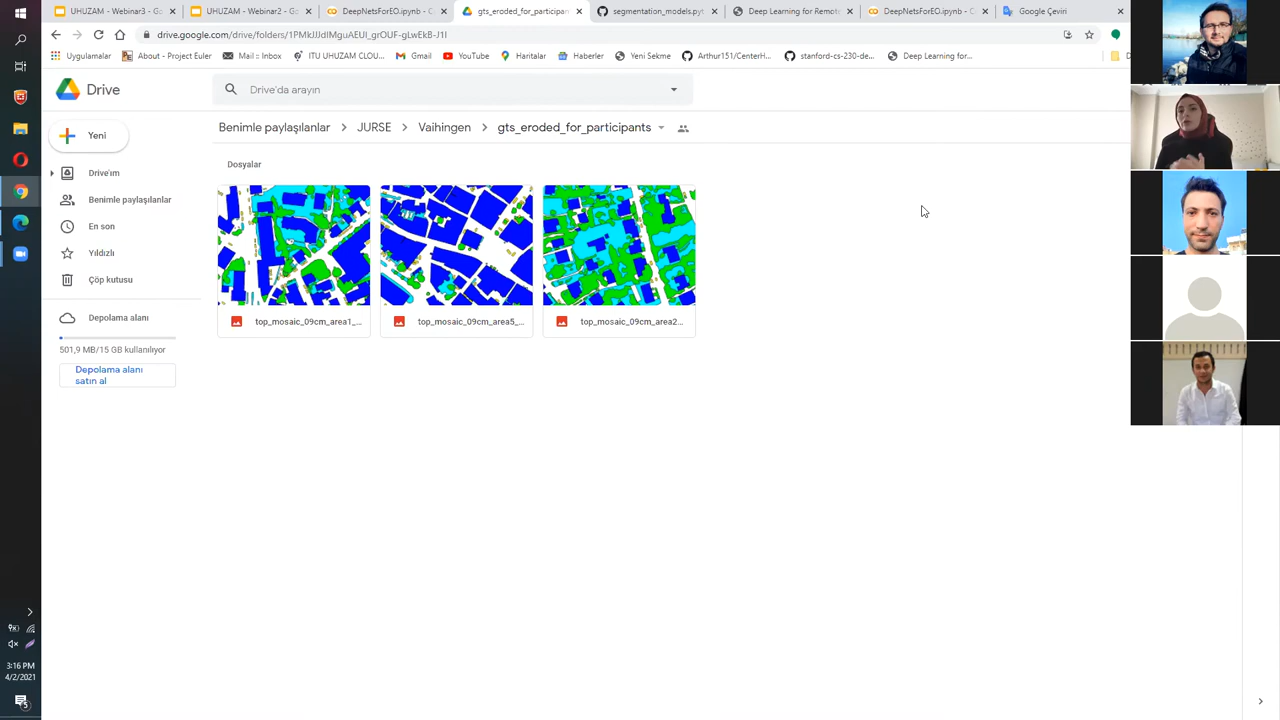 UHUZAM - Webinar3 - Go
UHUZAM - Webinar2 - Go
DeepNetsForEO.ipynb - C
gts_eroded_for_participan
segmentation_models.pyt
Deep Learning for Remot
DeepNetsForEO.ipynb - C
Google Çeviri
drive.google.com/drive/folders/1PMkJJJdIMguAEUI_grOUF-gLwEkB-J1I
Uygulamalar
About - Project Euler
Mail :: Inbox
ITU UHUZAM CLOU...
Gmail
YouTube
Haritalar
Haberler
Yeni Sekme
Arthur151/CenterH...
stanford-cs-230-de...
Deep Learning for...
Drive
Drive'da arayın
Yeni
Benimle paylaşılanlar
JURSE
Vaihingen
gts_eroded_for_participants
Dosyalar
Drive'ım
Benimle paylaşılanlar
En son
Yıldızlı
Çöp kutusu
Depolama alanı
501,9 MB/15 GB kullanılıyor
Depolama alanı
satın al
top_mosaic_09cm_area1_...
top_mosaic_09cm_area5_...
top_mosaic_09cm_area2...
3:16 PM
4/2/2021
5